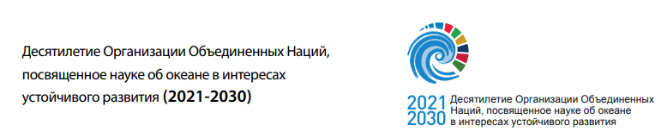 Десятилетие Организации Объединенных Наций,
посвященное науке об океане в интересах
устойчивого развития (2021-2030)
2021 Десятилетие Организации Объединенных
2030 Наций, посвященное науке об океане
в интересах устойчивого развития